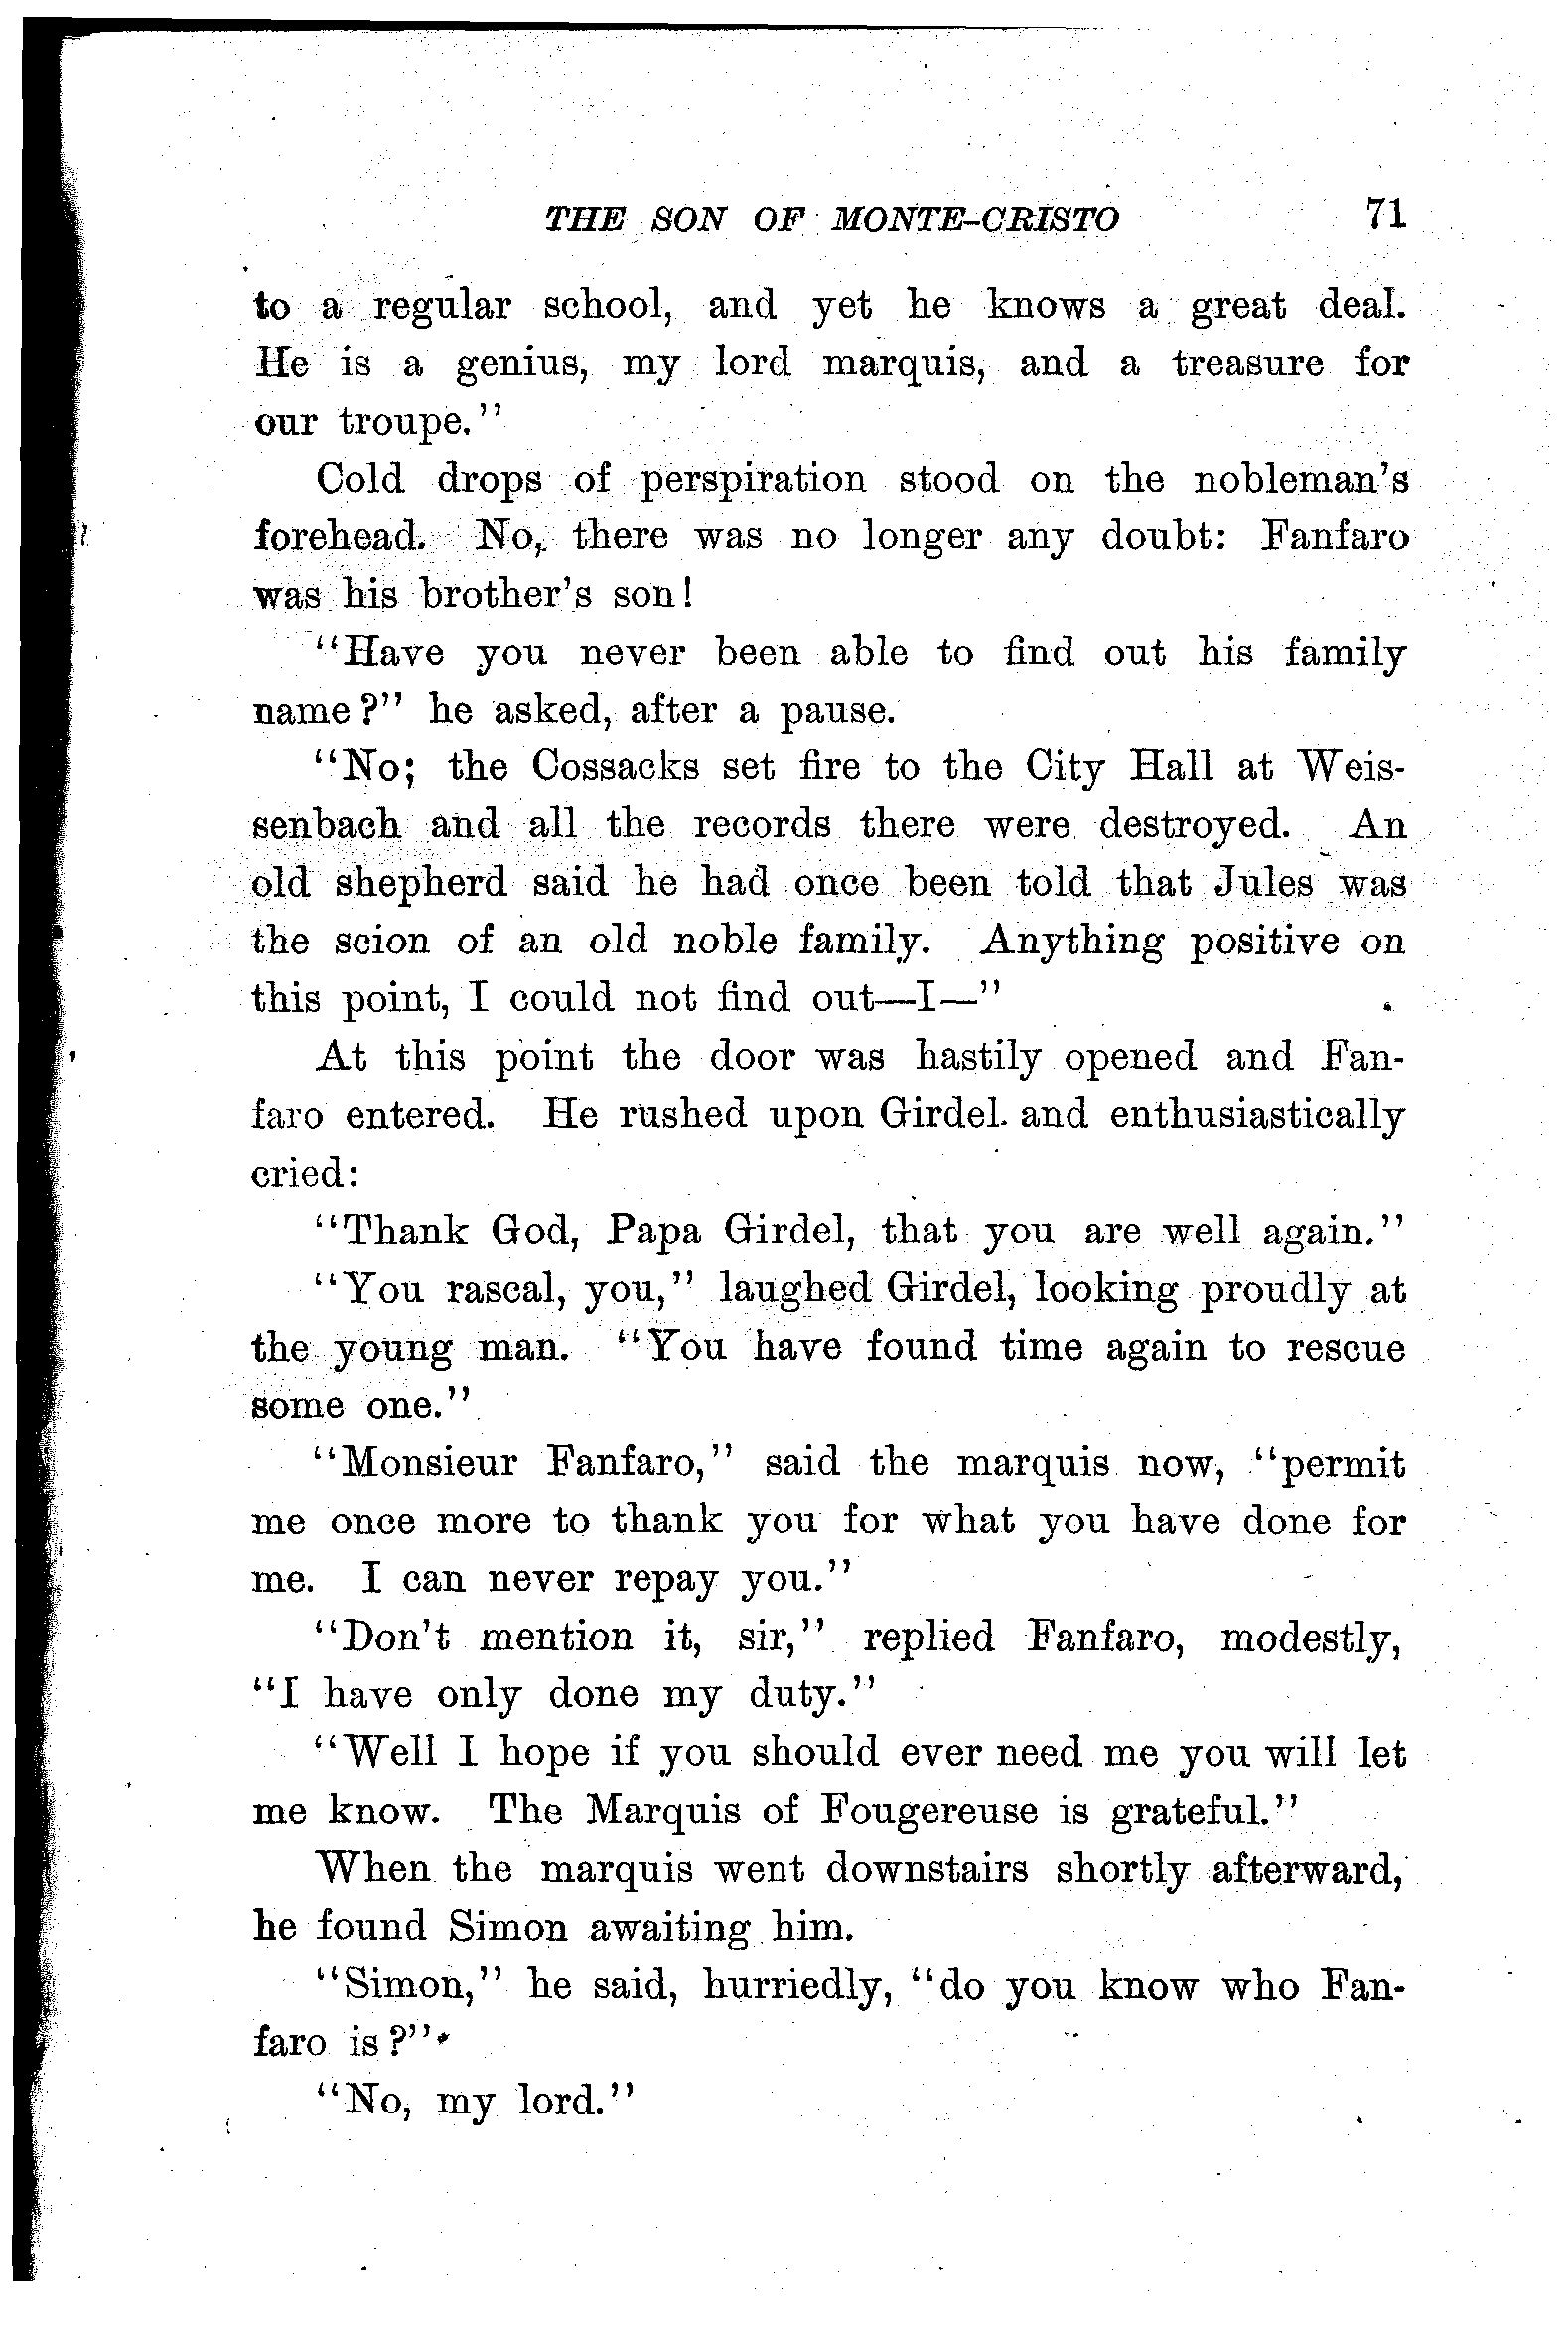 THE SON OF MONTE-CRISTO 71
to a regular school, and yet he knows a great deal.
He is a genius, my lord marquis, and a treasure for
our troupe."
Cold drops of perspiration stood on the nobleman's
forehead. No, there was no longer any doubt: Fanfaro
was his brother's son!
"Have you never been able to find out his family
name?" he asked, after a pause.
"No; the Cossacks set fire to the City Hall at Weis-
senbach and all the records there were destroyed. An
old shepherd said he had once been told that Jules was
the scion of an old noble family. Anything positive on
this point, I could not find out—I—"
At this point the door was hastily opened and Fan-
faro entered. He rushed upon Girdel and enthusiastically
cried:
"Thank God, Papa Girdel, that you are well again."
"You rascal, you," laughed Girdel, looking proudly at
the young man. "You have found time again to rescue
some one."
"Monsieur Fanfaro," said the marquis now, "permit
me once more to thank you for what you have done for
me. I can never repay you."
"Don't mention it, sir," replied Fanfaro, modestly,
"I have only done my duty."
"Well I hope if you should ever need me you will let
me know. The Marquis of Fougereuse is grateful."
When the marquis went downstairs shortly afterward,
he found Simon awaiting him.
"Simon," he said, hurriedly, "do you know who Fan-
faro is?"
"No, my lord."